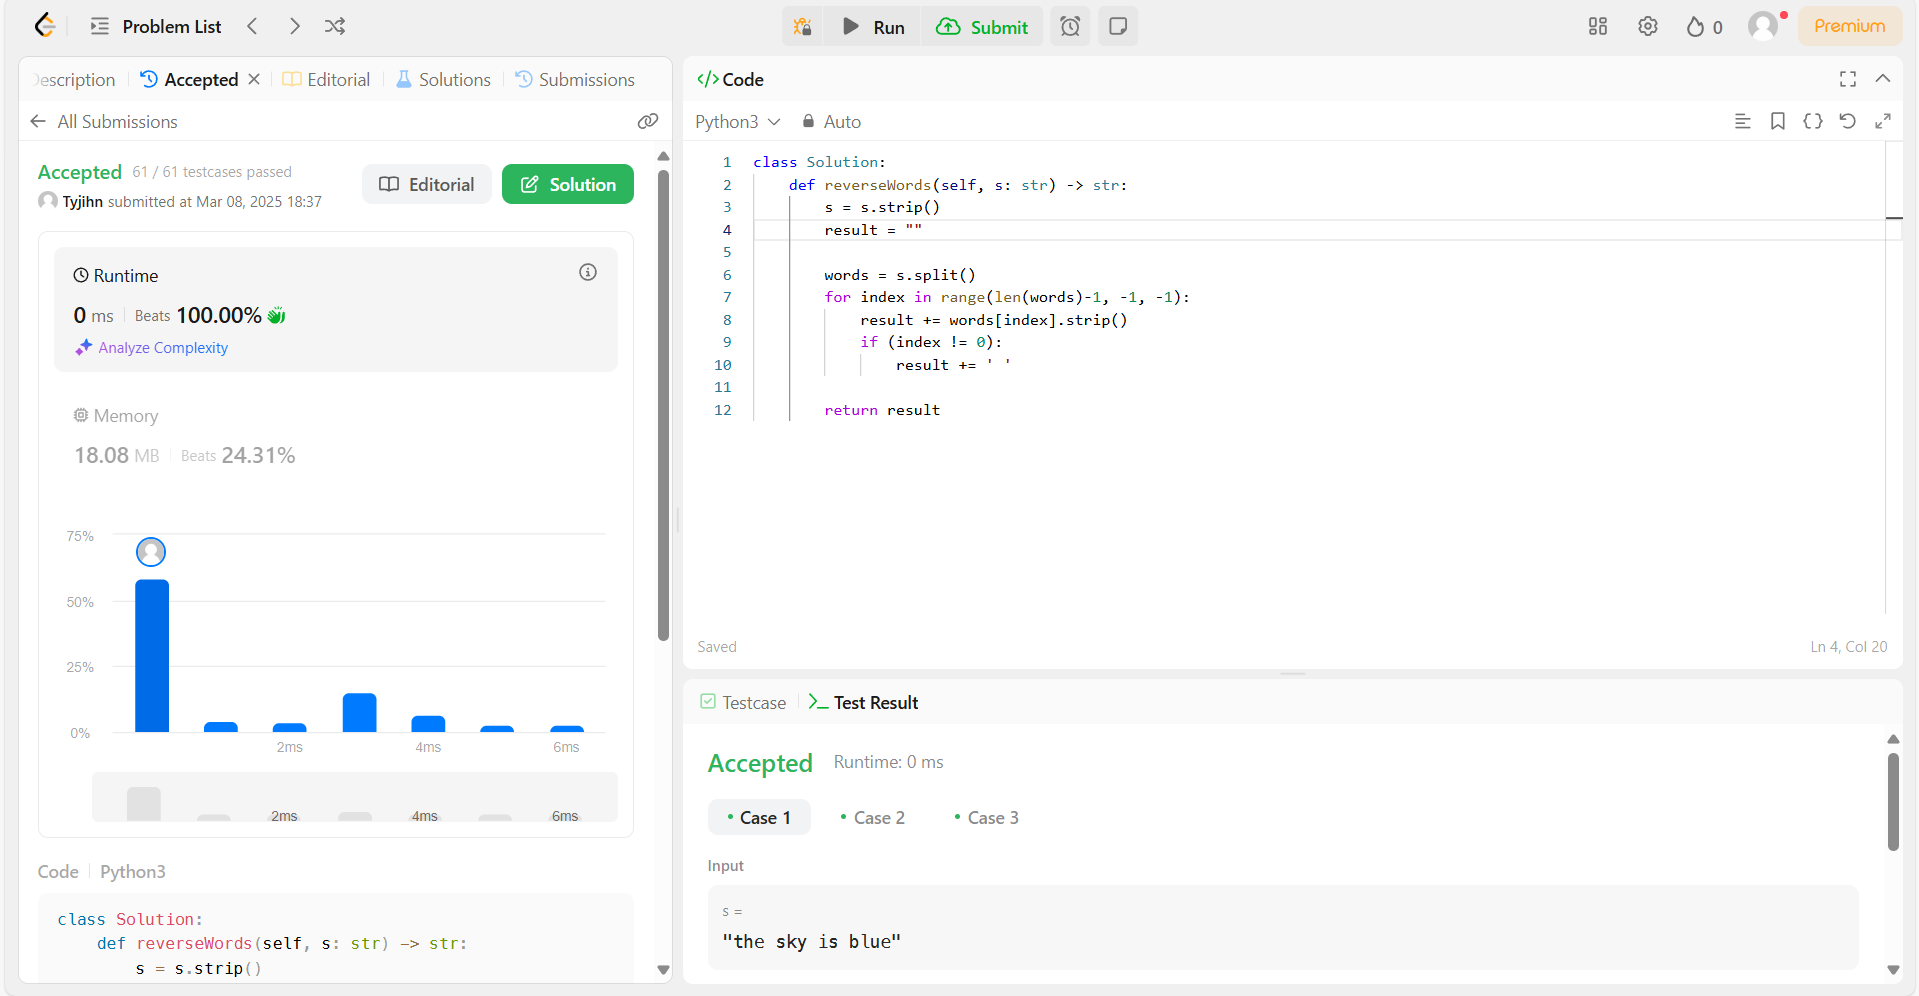 Problem List
Run
Submit
0
Premium
Description
Accepted
Editorial
Solutions
Submissions
All Submissions
Accepted 61 / 61 testcases passed
Tyjihn submitted at Mar 08, 2025 18:37
Editorial
Solution
Runtime
0 ms Beats 100.00%
Analyze Complexity
Memory
18.08 MB Beats 24.31%
75%
50%
25%
0%
2ms 4ms 6ms
2ms 4ms 6ms
Code Python3
class Solution:
    def reverseWords(self, s: str) -> str:
        s = s.strip()
</> Code
Python3 Auto
1 class Solution:
2     def reverseWords(self, s: str) -> str:
3         s = s.strip()
4         result = ""
5
6         words = s.split()
7         for index in range(len(words)-1, -1, -1):
8             result += words[index].strip()
9             if (index != 0):
10                 result += ' '
11
12         return result
Saved
Ln 4, Col 20
Testcase
Test Result
Accepted Runtime: 0 ms
Case 1
Case 2
Case 3
Input
s =
"the sky is blue"